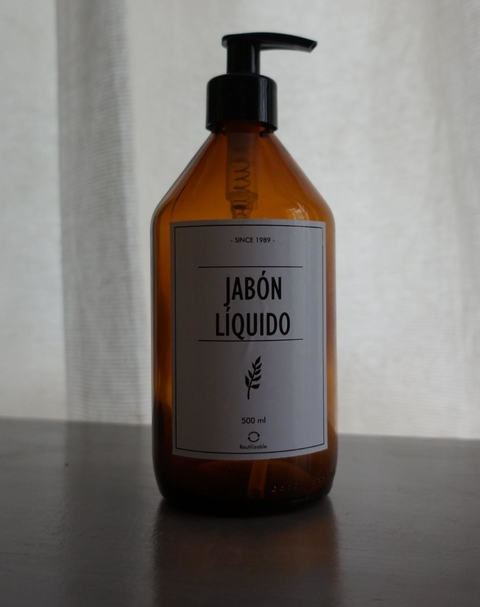 - SINCE 1989 -
JABÓN
LÍQUIDO
500 ml
Reutilizable